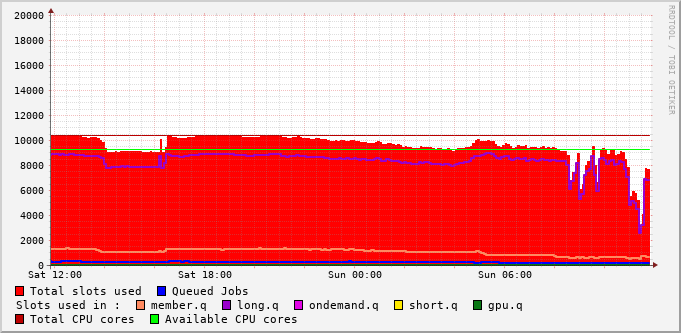 RRDTOOL / TOBI OETIKER
20000
18000
16000
14000
12000
10000
8000
6000
4000
2000
0
Sat 12:00 Sat 18:00 Sun 00:00 Sun 06:00
Total slots used Queued Jobs
Slots used in : member.q long.q ondemand.q short.q gpu.q
Total CPU cores Available CPU cores